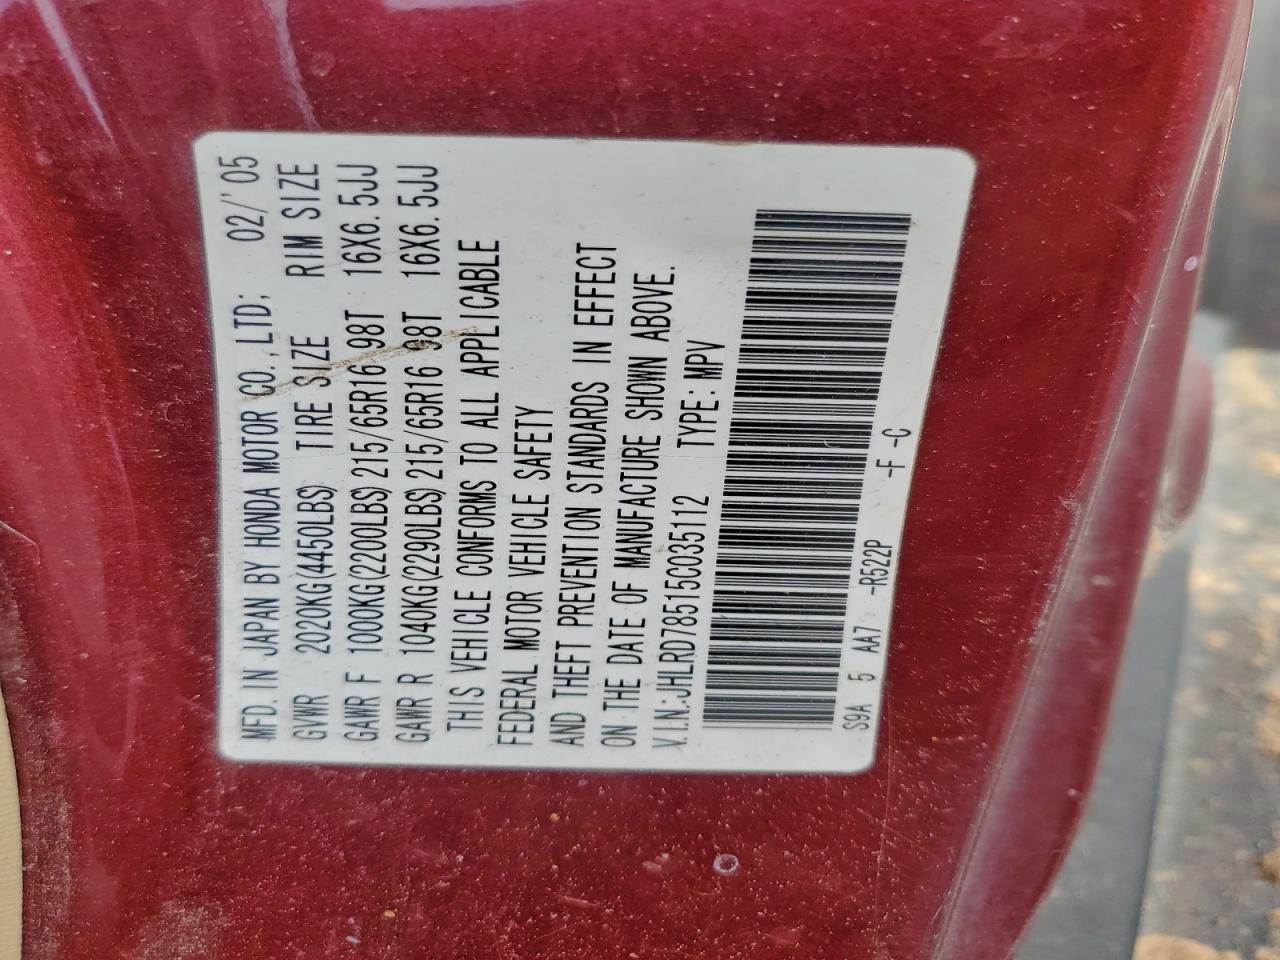 MFD. IN JAPAN BY HONDA MOTOR CO.,LTD; 02/'05
GVWR 2020KG(4450LBS) TIRE SIZE RIM SIZE
GAWR F 1000KG(2200LBS) 215/65R16 98T 16X6.5JJ
GAWR R 1040KG(2290LBS) 215/65R16 98T 16X6.5JJ
THIS VEHICLE CONFORMS TO ALL APPLICABLE
FEDERAL MOTOR VEHICLE SAFETY
AND THEFT PREVENTION STANDARDS IN EFFECT
ON THE DATE OF MANUFACTURE SHOWN ABOVE.
V.I.N:JHLRD78515C035112 TYPE: MPV
S9A 5 AA7 -R522P -F -C